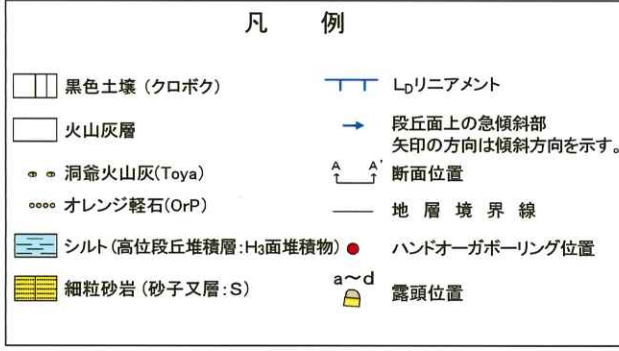 凡 例
黒色土壌 (クロボク)
火山灰層
洞爺火山灰(Toya)
オレンジ軽石(OrP)
シルト(高位段丘堆積層:H₃面堆積物)
細粒砂岩 (砂子又層:S)
LDリニアメント
段丘面上の急傾斜部
矢印の方向は傾斜方向を示す。
A A' 断面位置
地 層 境 界 線
ハンドオーガボーリング位置
a～d
露頭位置